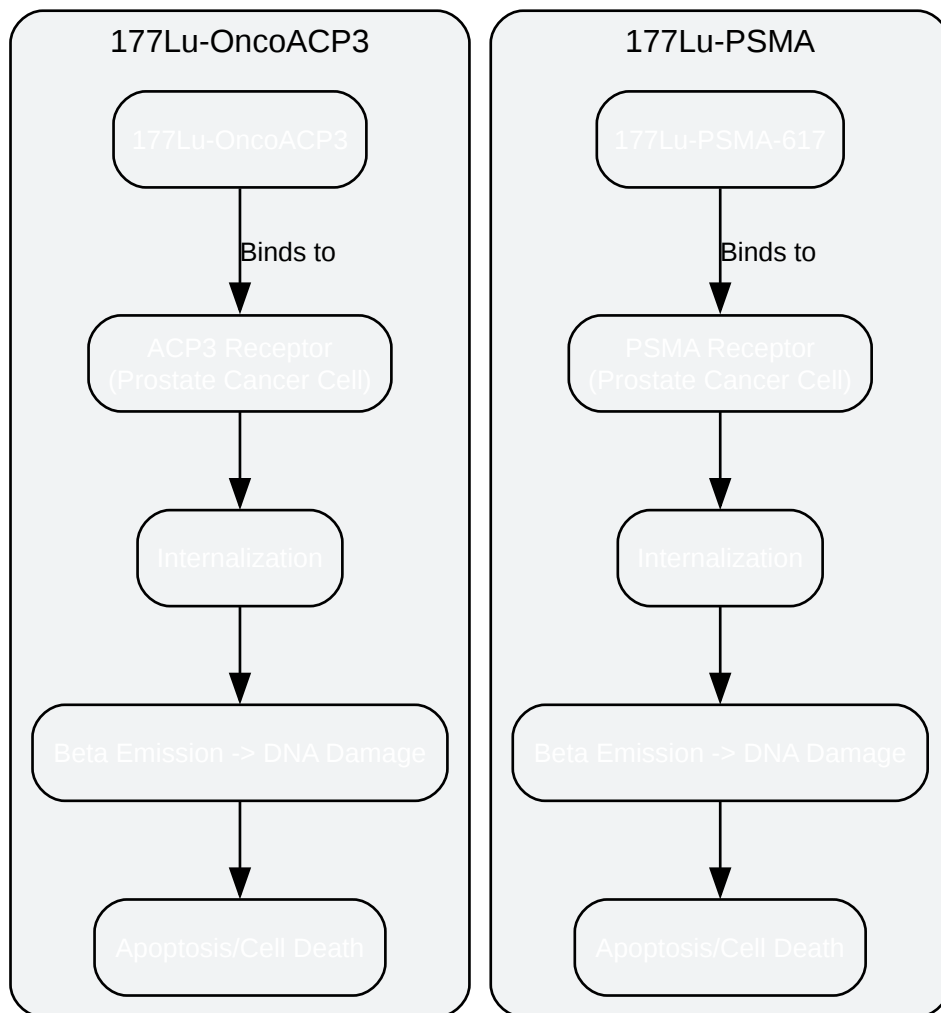 177Lu-OncoACP3
177Lu-OncoACP3
Binds to
ACP3 Receptor
(Prostate Cancer Cell)
Internalization
Beta Emission -> DNA Damage
Apoptosis/Cell Death
177Lu-PSMA
177Lu-PSMA-617
Binds to
PSMA Receptor
(Prostate Cancer Cell)
Internalization
Beta Emission -> DNA Damage
Apoptosis/Cell Death